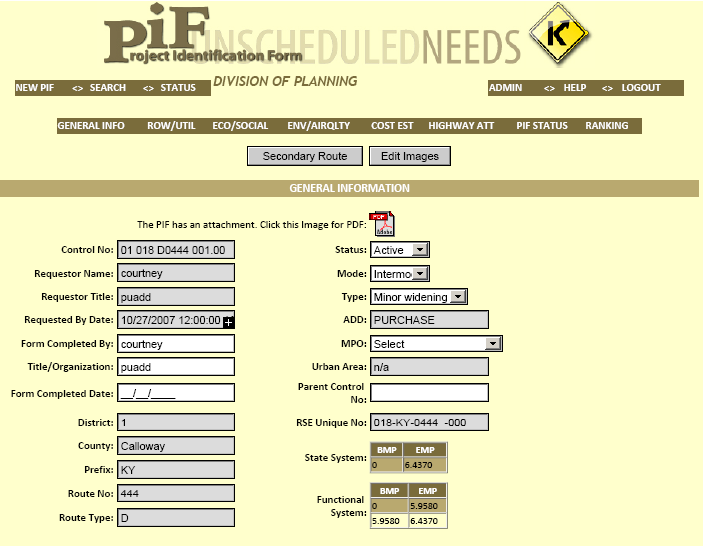 piF UNSCHEDULEDNEEDS
Project Identification Form
DIVISION OF PLANNING
NEW PIF <> SEARCH <> STATUS
ADMIN <> HELP <> LOGOUT
GENERAL INFO ROW/UTIL ECO/SOCIAL ENV/AIRQLTY COST EST HIGHWAY ATT PIF STATUS RANKING
Secondary Route Edit Images
GENERAL INFORMATION
The PIF has an attachment. Click this Image for PDF: PDF Adobe
Control No: 01 018 D0444 001.00
Requestor Name: courtney
Requestor Title: puadd
Requested By Date: 10/27/2007 12:00:00
Form Completed By: courtney
Title/Organization: puadd
Form Completed Date: __/__/____
District: 1
County: Calloway
Prefix: KY
Route No: 444
Route Type: D
Status: Active
Mode: Intermo
Type: Minor widening
ADD: PURCHASE
MPO: Select
Urban Area: n/a
Parent Control
No:
RSE Unique No: 018-KY-0444 -000
State System:
BMP EMP
0 6.4370
Functional
System:
BMP EMP
0 5.9580
5.9580 6.4370